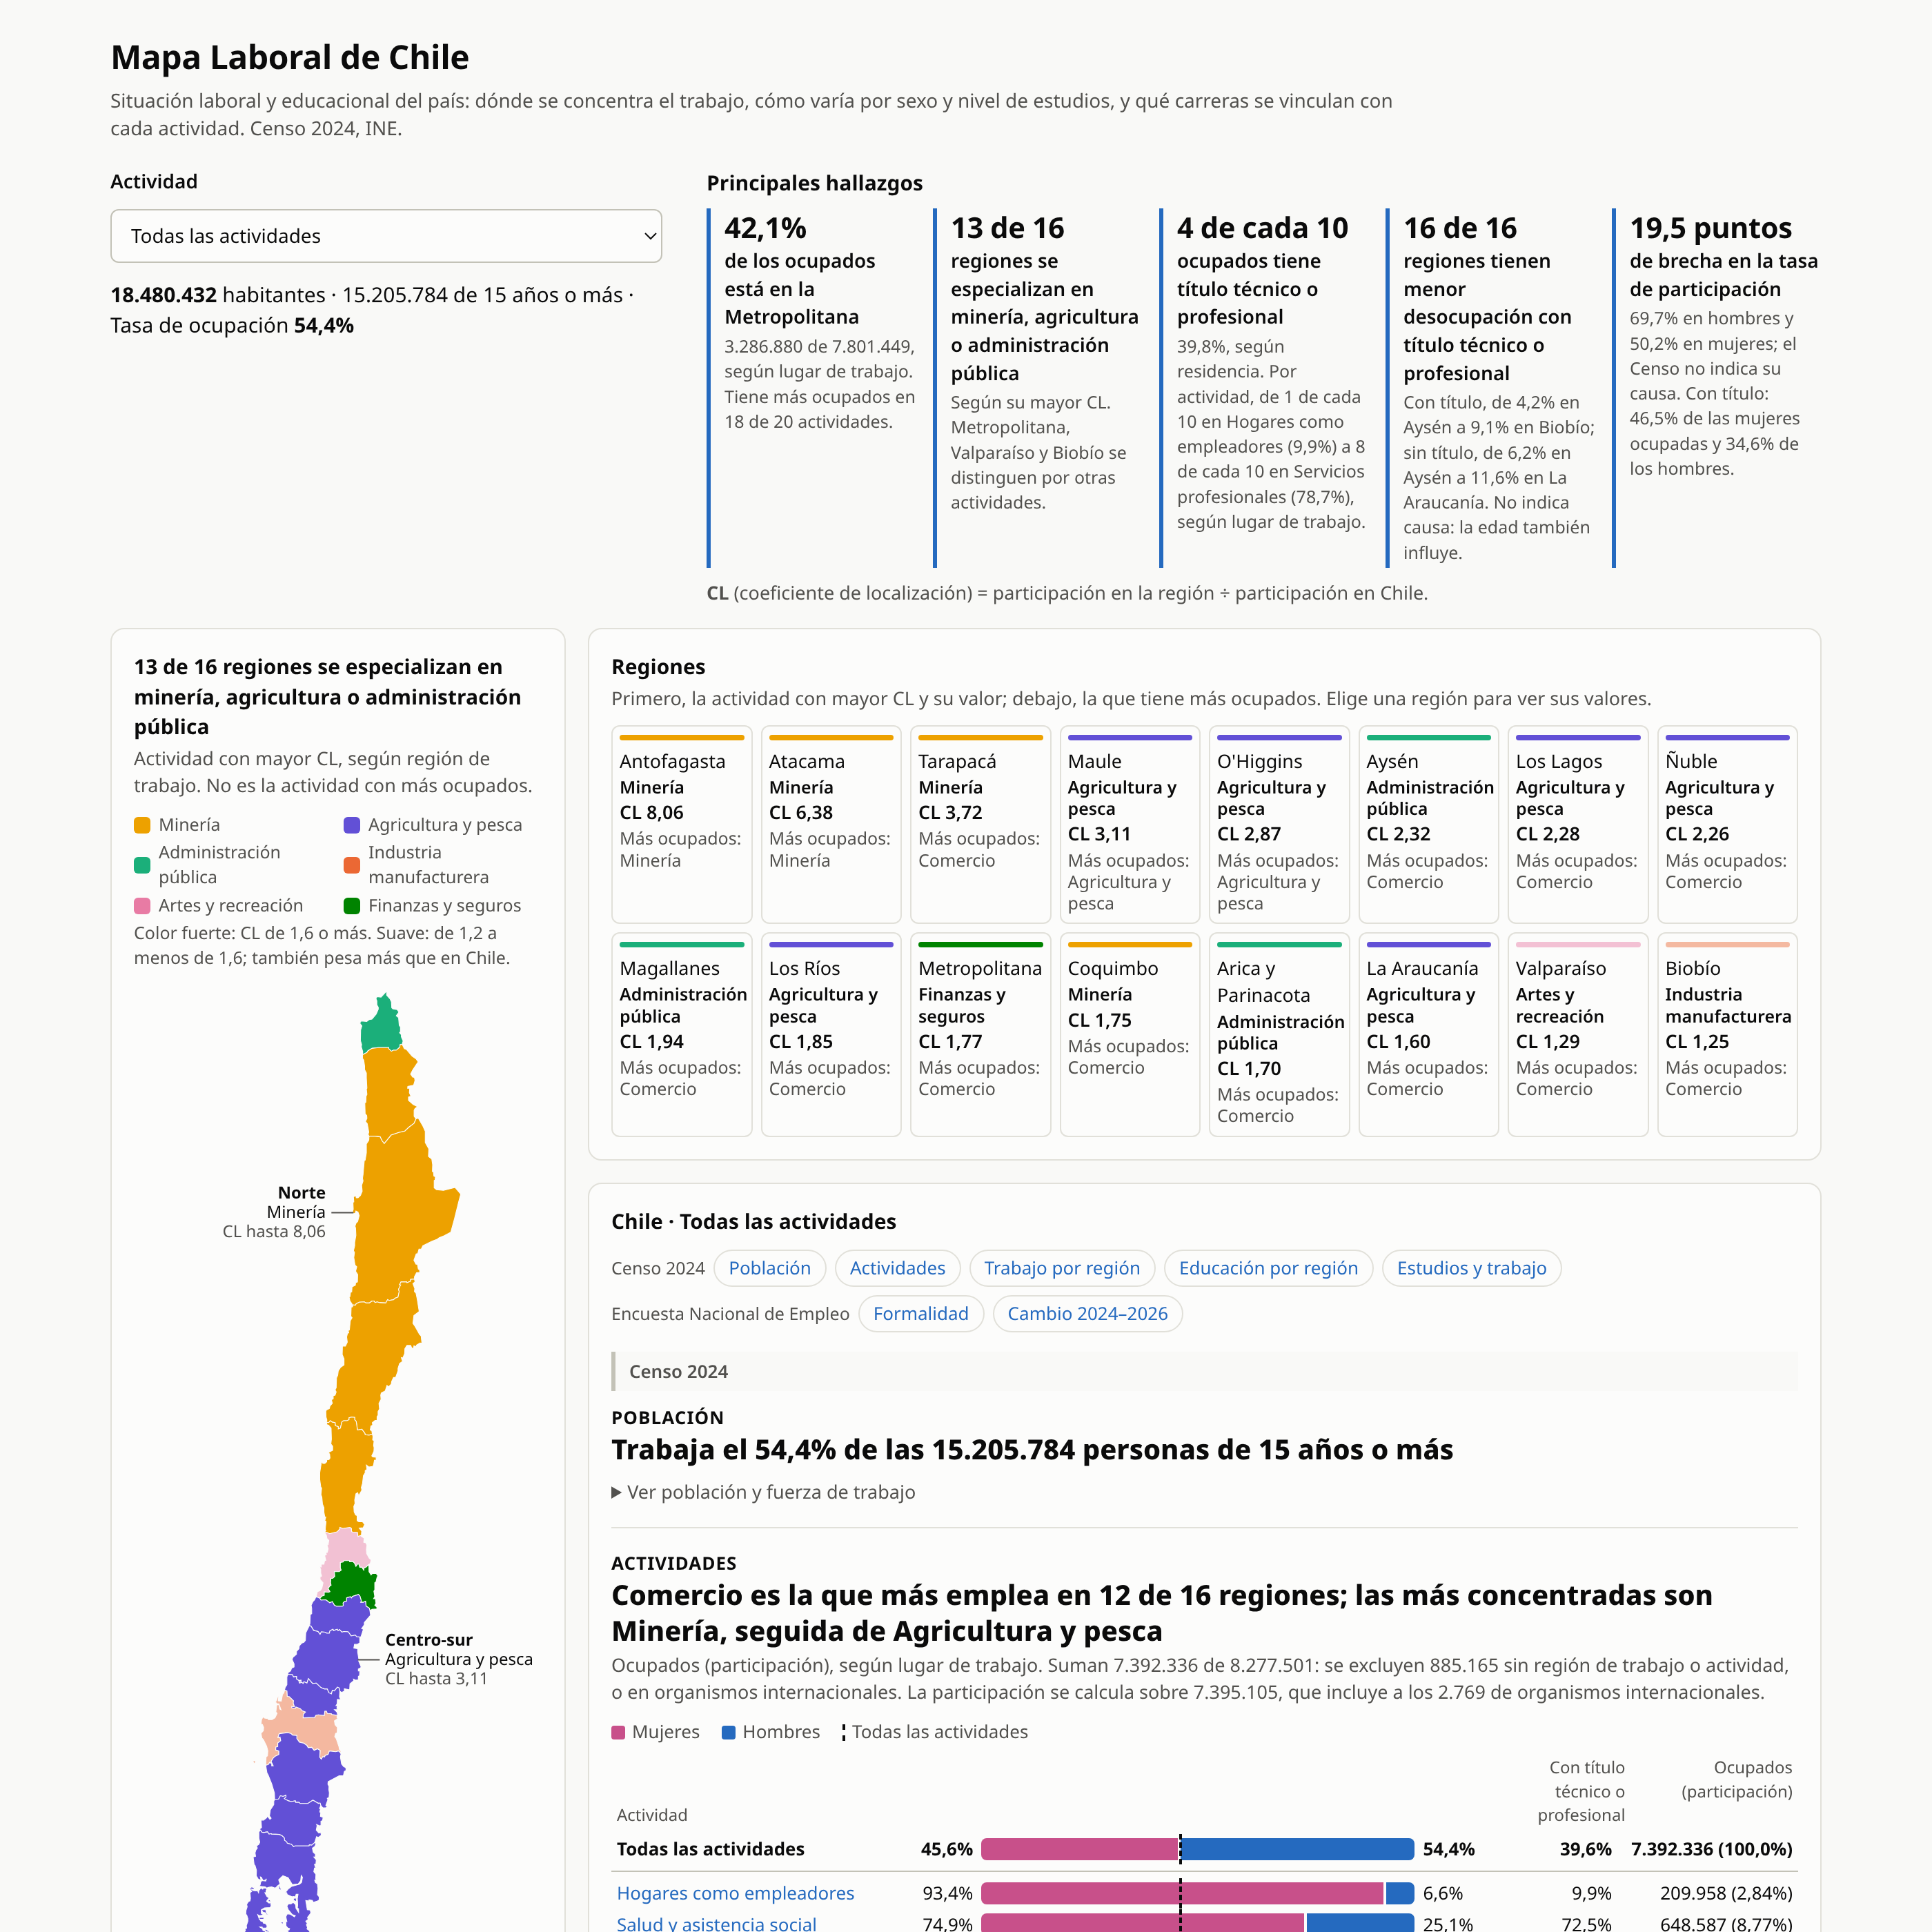 Mapa Laboral de Chile
Situación laboral y educacional del país: dónde se concentra el trabajo, cómo varía por sexo y nivel de estudios, y qué carreras se vinculan con
cada actividad. Censo 2024, INE.
Actividad
Todas las actividades
18.480.432 habitantes · 15.205.784 de 15 años o más ·
Tasa de ocupación 54,4%
Principales hallazgos
42,1%
de los ocupados
está en la
Metropolitana
3.286.880 de 7.801.449,
según lugar de trabajo.
Tiene más ocupados en
18 de 20 actividades.
13 de 16
regiones se
especializan en
minería, agricultura
o administración
pública
Según su mayor CL.
Metropolitana,
Valparaíso y Biobío se
distinguen por otras
actividades.
4 de cada 10
ocupados tiene
título técnico o
profesional
39,8%, según
residencia. Por
actividad, de 1 de cada
10 en Hogares como
empleadores (9,9%) a 8
de cada 10 en Servicios
profesionales (78,7%),
según lugar de trabajo.
16 de 16
regiones tienen
menor
desocupación con
título técnico o
profesional
Con título, de 4,2% en
Aysén a 9,1% en Biobío;
sin título, de 6,2% en
Aysén a 11,6% en La
Araucanía. No indica
causa: la edad también
influye.
19,5 puntos
de brecha en la tasa
de participación
69,7% en hombres y
50,2% en mujeres; el
Censo no indica su
causa. Con título:
46,5% de las mujeres
ocupadas y 34,6% de
los hombres.
CL (coeficiente de localización) = participación en la región ÷ participación en Chile.
13 de 16 regiones se especializan en
minería, agricultura o administración
pública
Actividad con mayor CL, según región de
trabajo. No es la actividad con más ocupados.
Minería
Agricultura y pesca
Administración
pública
Industria
manufacturera
Artes y recreación
Finanzas y seguros
Color fuerte: CL de 1,6 o más. Suave: de 1,2 a
menos de 1,6; también pesa más que en Chile.
Norte
Minería
CL hasta 8,06
Centro-sur
Agricultura y pesca
CL hasta 3,11
Regiones
Primero, la actividad con mayor CL y su valor; debajo, la que tiene más ocupados. Elige una región para ver sus valores.
Antofagasta
Minería
CL 8,06
Más ocupados:
Minería
Atacama
Minería
CL 6,38
Más ocupados:
Minería
Tarapacá
Minería
CL 3,72
Más ocupados:
Comercio
Maule
Agricultura y
pesca
CL 3,11
Más ocupados:
Agricultura y
pesca
O'Higgins
Agricultura y
pesca
CL 2,87
Más ocupados:
Agricultura y
pesca
Aysén
Administración
pública
CL 2,32
Más ocupados:
Comercio
Los Lagos
Agricultura y
pesca
CL 2,28
Más ocupados:
Comercio
Ñuble
Agricultura y
pesca
CL 2,26
Más ocupados:
Comercio
Magallanes
Administración
pública
CL 1,94
Más ocupados:
Comercio
Los Ríos
Agricultura y
pesca
CL 1,85
Más ocupados:
Comercio
Metropolitana
Finanzas y
seguros
CL 1,77
Más ocupados:
Comercio
Coquimbo
Minería
CL 1,75
Más ocupados:
Comercio
Arica y
Parinacota
Administración
pública
CL 1,70
Más ocupados:
Comercio
La Araucanía
Agricultura y
pesca
CL 1,60
Más ocupados:
Comercio
Valparaíso
Artes y
recreación
CL 1,29
Más ocupados:
Comercio
Biobío
Industria
manufacturera
CL 1,25
Más ocupados:
Comercio
Chile · Todas las actividades
Censo 2024 Población Actividades Trabajo por región Educación por región Estudios y trabajo
Encuesta Nacional de Empleo Formalidad Cambio 2024–2026
Censo 2024
POBLACIÓN
Trabaja el 54,4% de las 15.205.784 personas de 15 años o más
Ver población y fuerza de trabajo
ACTIVIDADES
Comercio es la que más emplea en 12 de 16 regiones; las más concentradas son
Minería, seguida de Agricultura y pesca
Ocupados (participación), según lugar de trabajo. Suman 7.392.336 de 8.277.501: se excluyen 885.165 sin región de trabajo o actividad,
o en organismos internacionales. La participación se calcula sobre 7.395.105, que incluye a los 2.769 de organismos internacionales.
Mujeres Hombres Todas las actividades
Actividad
Con título
técnico o
profesional
Ocupados
(participación)
Todas las actividades 45,6% 54,4% 39,6% 7.392.336 (100,0%)
Hogares como empleadores 93,4% 6,6% 9,9% 209.958 (2,84%)
Salud y asistencia social 74,9% 25,1% 72,5% 648.587 (8,77%)